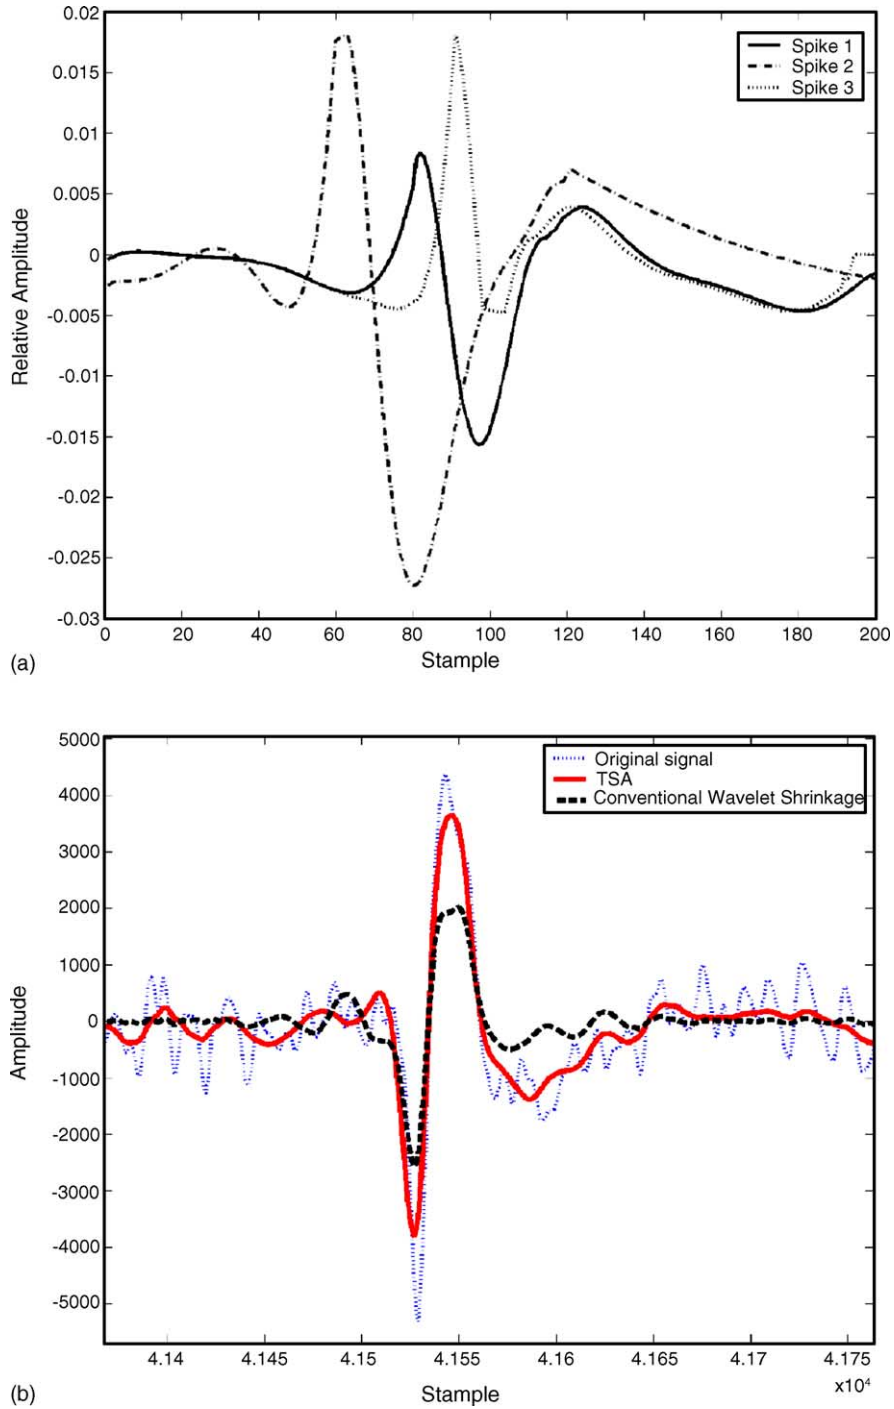 0.02
0.015
0.01
0.005
0
-0.005
-0.01
-0.015
-0.02
-0.025
-0.03
Relative Amplitude
Spike 1
Spike 2
Spike 3
0 20 40 60 80 100 120 140 160 180 200
Stample
(a)
5000
4000
3000
2000
1000
0
-1000
-2000
-3000
-4000
-5000
Amplitude
Original signal
TSA
Conventional Wavelet Shrinkage
4.14 4.145 4.15 4.155 4.16 4.165 4.17 4.175
x10⁴
Stample
(b)